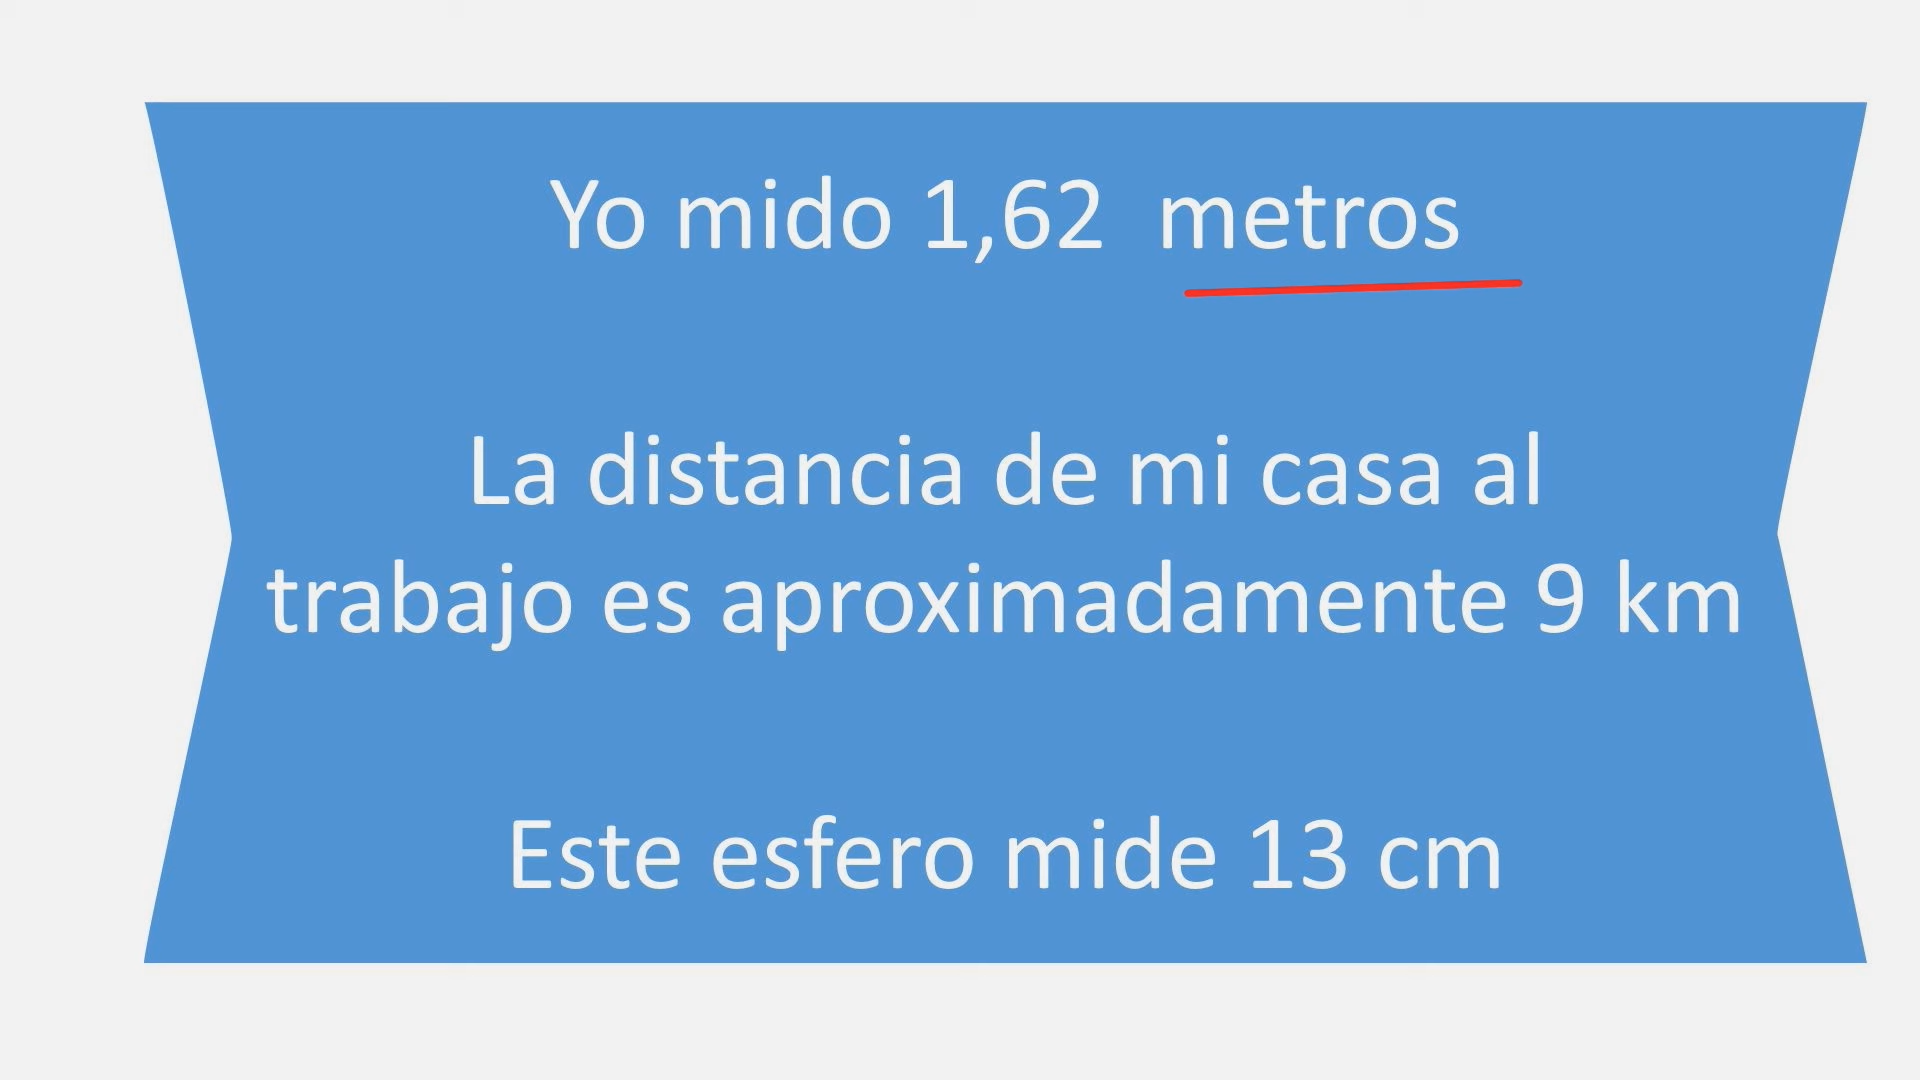 Yo mido 1,62 metros
La distancia de mi casa al
trabajo es aproximadamente 9 km
Este esfero mide 13 cm